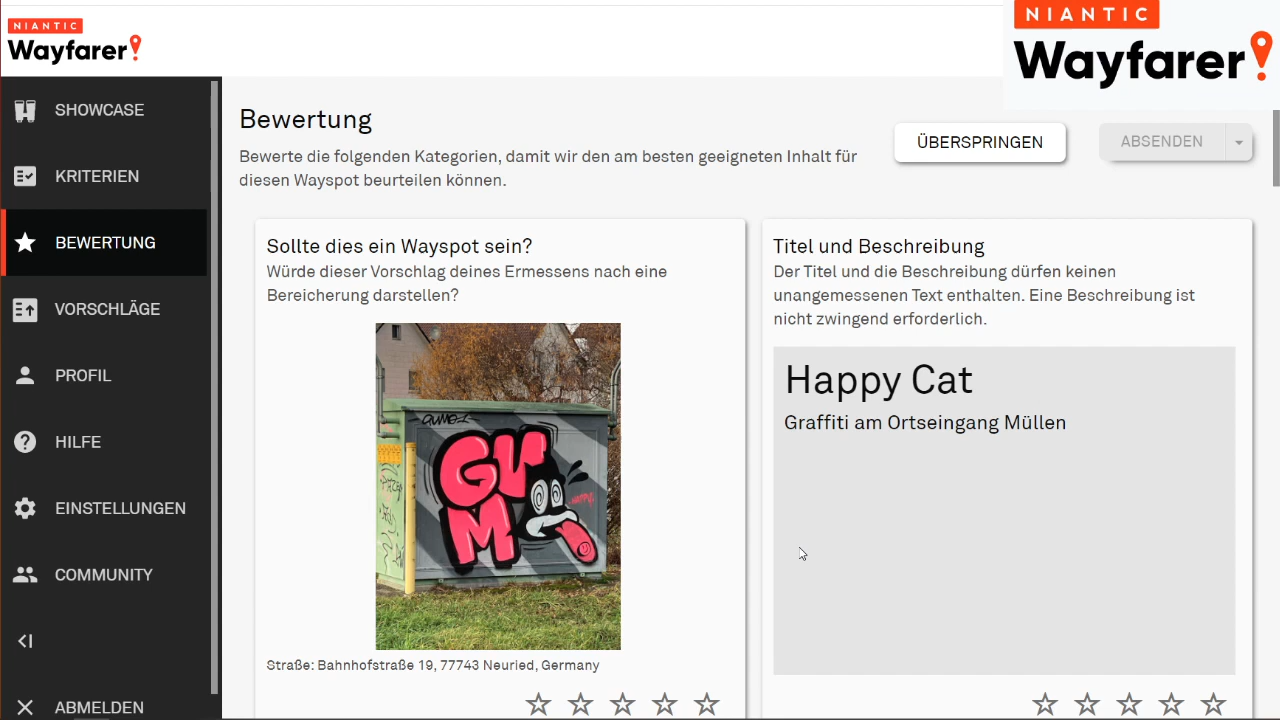 NIANTIC
Wayfarer
NIANTIC
Wayfarer
SHOWCASE
KRITERIEN
BEWERTUNG
VORSCHLÄGE
PROFIL
HILFE
EINSTELLUNGEN
COMMUNITY
ABMELDEN
Bewertung
Bewerte die folgenden Kategorien, damit wir den am besten geeigneten Inhalt für
diesen Wayspot beurteilen können.
ÜBERSPRINGEN
ABSENDEN
Sollte dies ein Wayspot sein?
Würde dieser Vorschlag deines Ermessens nach eine
Bereicherung darstellen?
GUM
HAPPY
Straße: Bahnhofstraße 19, 77743 Neuried, Germany
Titel und Beschreibung
Der Titel und die Beschreibung dürfen keinen
unangemessenen Text enthalten. Eine Beschreibung ist
nicht zwingend erforderlich.
Happy Cat
Graffiti am Ortseingang Müllen